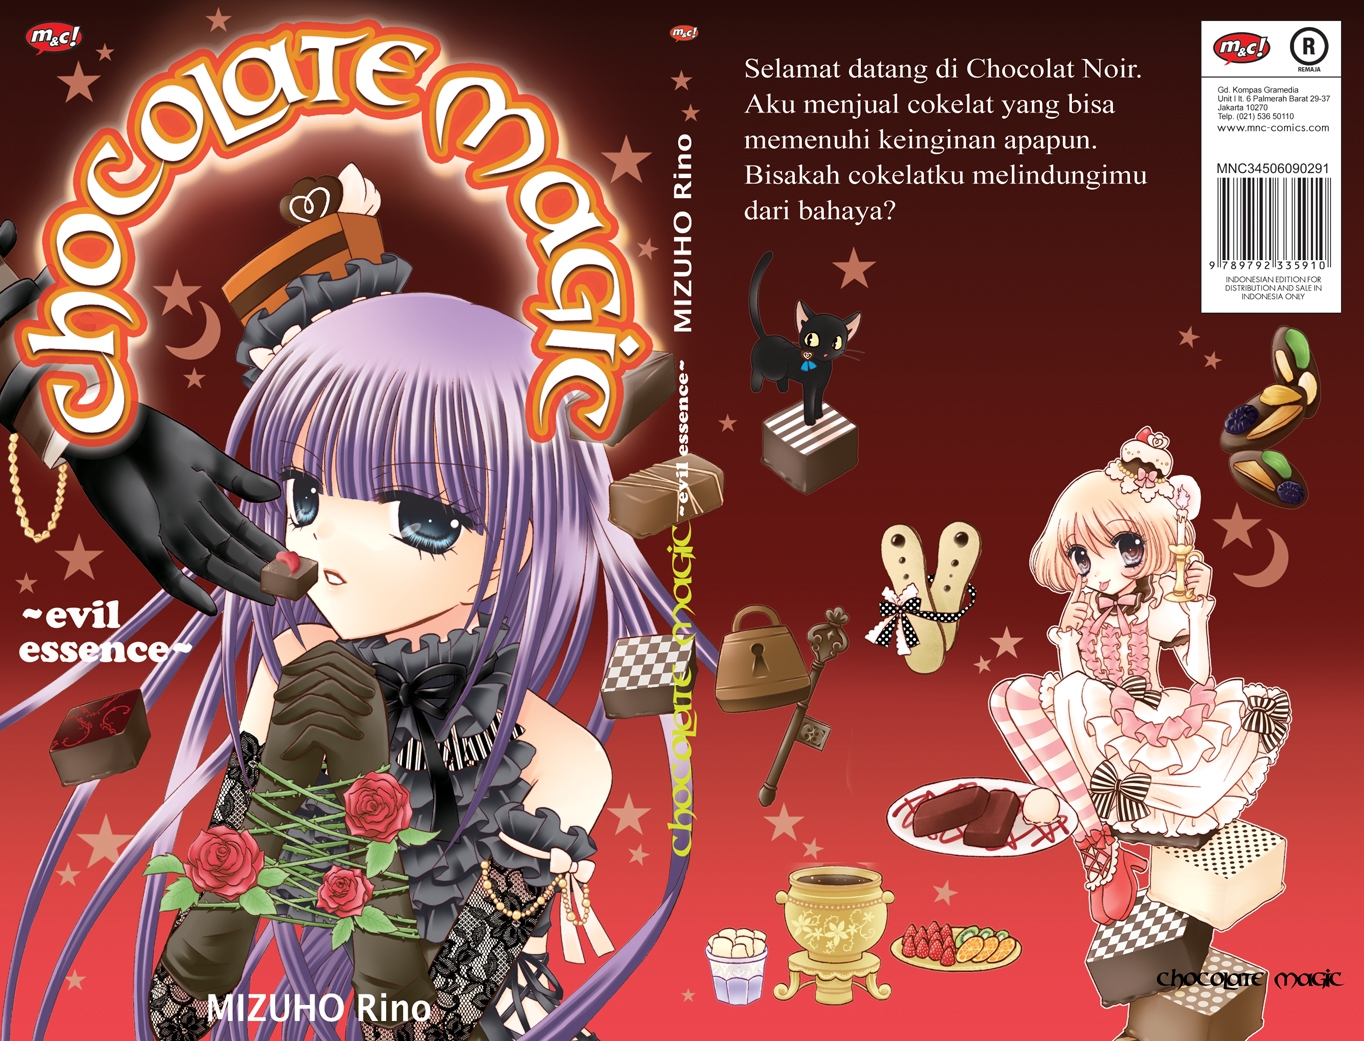 m&c!
CHOCOLATE MAGIC
~evil
essence~
MIZUHO Rino
m&c!
MIZUHO Rino
~evil essence~
CHOCOLATE MAGIC
Selamat datang di Chocolat Noir.
Aku menjual cokelat yang bisa
memenuhi keinginan apapun.
Bisakah cokelatku melindungimu
dari bahaya?
m&c!
R
REMAJA
Gd. Kompas Gramedia
Unit I lt. 6 Palmerah Barat 29-37
Jakarta 10270
Telp. (021) 536 50110
www.mnc-comics.com
MNC34506090291
9 789792 335910
INDONESIAN EDITION FOR
DISTRIBUTION AND SALE IN
INDONESIA ONLY
CHOCOLATE MAGIC